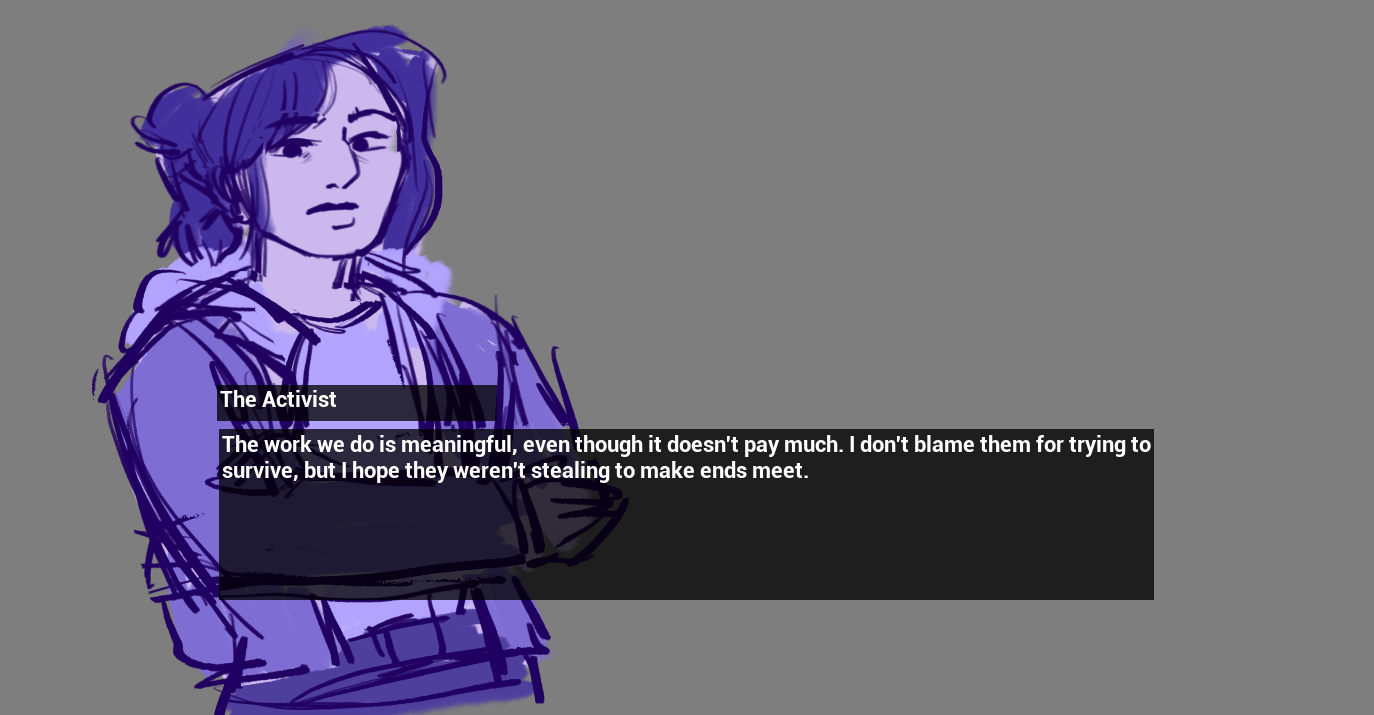 The Activist
The work we do is meaningful, even though it doesn't pay much. I don't blame them for trying to
survive, but I hope they weren't stealing to make ends meet.